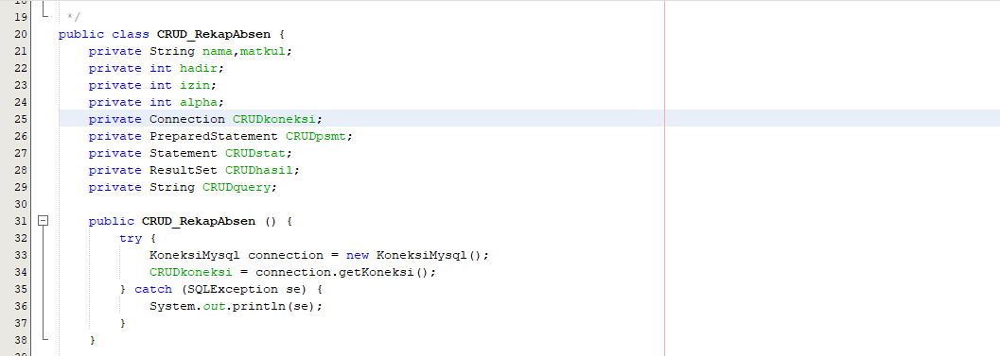 19 */
20 public class CRUD_RekapAbsen {
21 private String nama,matkul;
22 private int hadir;
23 private int izin;
24 private int alpha;
25 private Connection CRUDkoneksi;
26 private PreparedStatement CRUDpsmt;
27 private Statement CRUDstat;
28 private ResultSet CRUDhasil;
29 private String CRUDquery;
30
31 public CRUD_RekapAbsen () {
32 try {
33 KoneksiMysql connection = new KoneksiMysql();
34 CRUDkoneksi = connection.getKoneksi();
35 } catch (SQLException se) {
36 System.out.println(se);
37 }
38 }